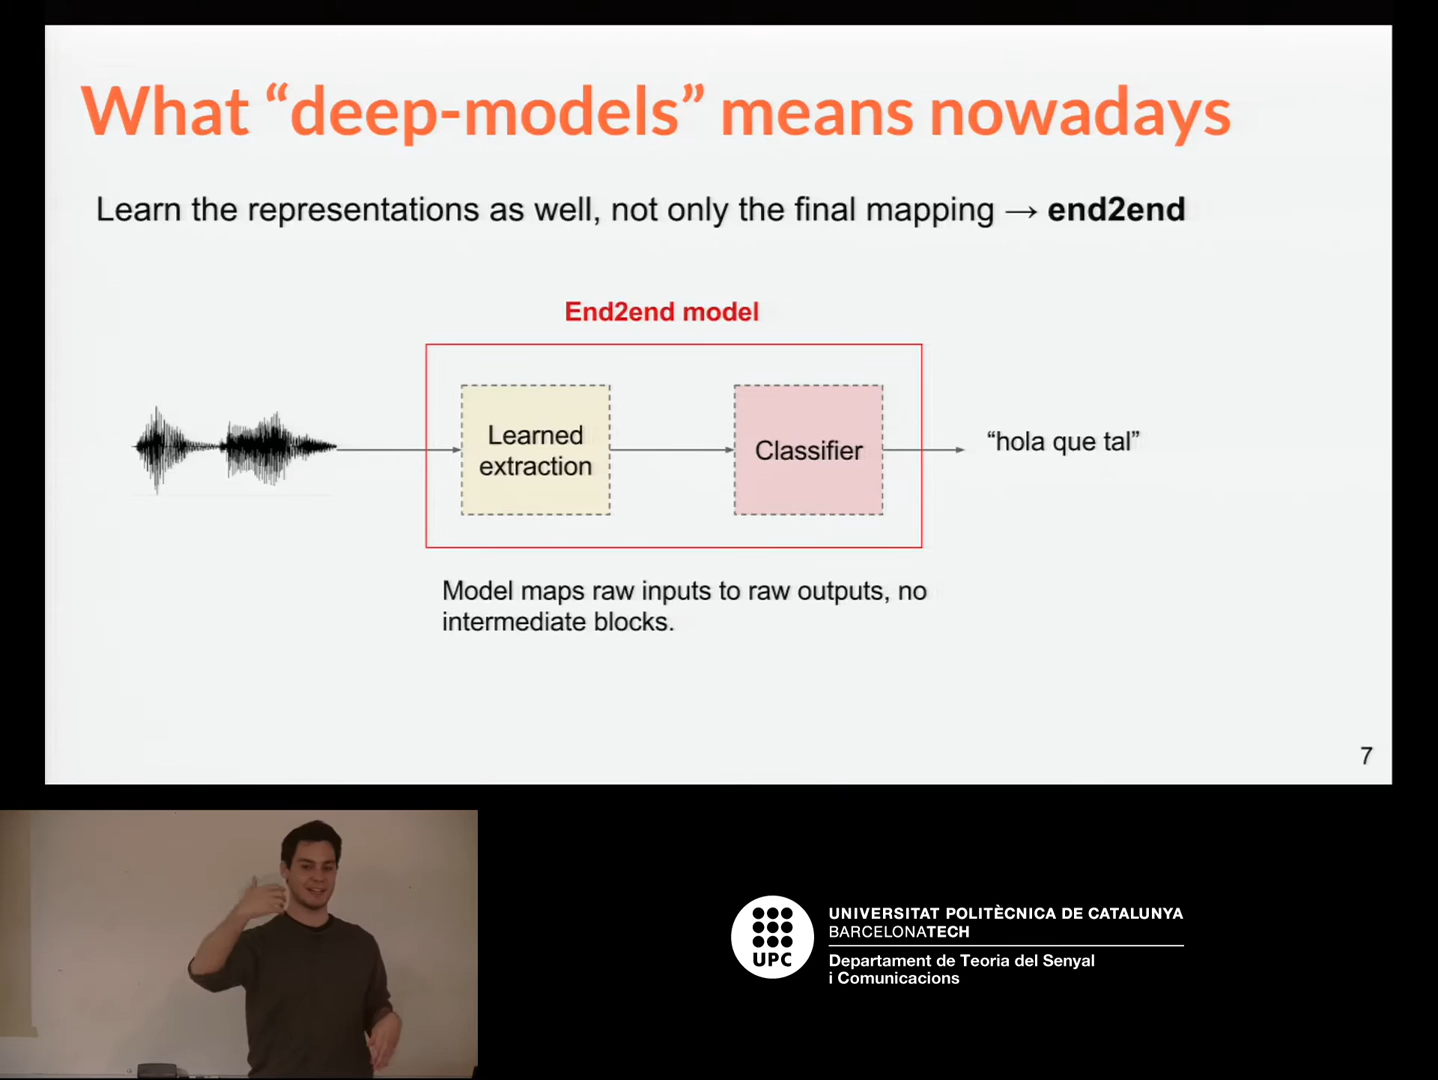 What “deep-models” means nowadays
Learn the representations as well, not only the final mapping → end2end
End2end model
Learned
extraction
Classifier
“hola que tal”
Model maps raw inputs to raw outputs, no
intermediate blocks.
7
UPC
UNIVERSITAT POLITÈCNICA DE CATALUNYA
BARCELONATECH
Departament de Teoria del Senyal
i Comunicacions